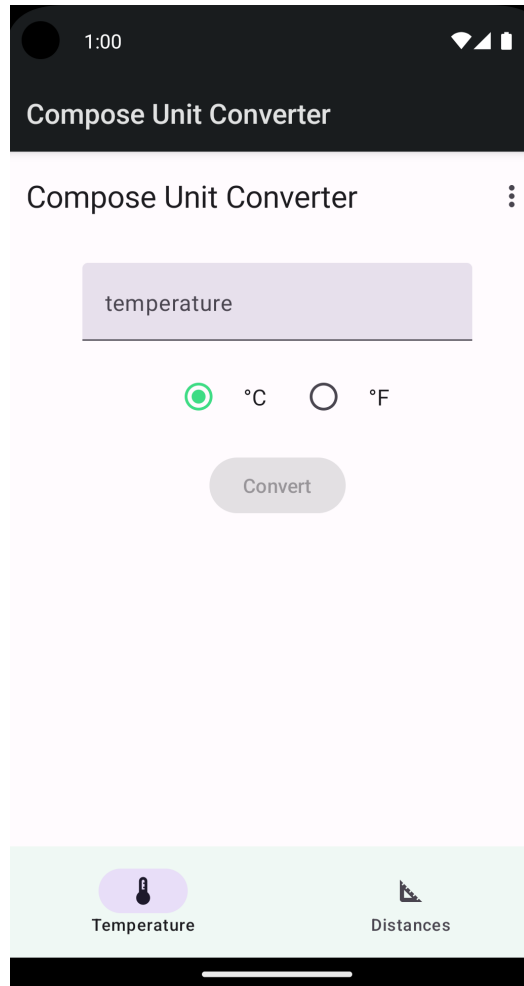 1:00
Compose Unit Converter
Compose Unit Converter
temperature
°C °F
Convert
Temperature Distances